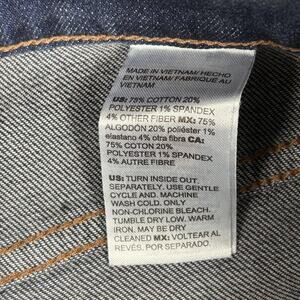 MADE IN VIETNAM/ HECHO
EN VIETNAM/ FABRIQUÉ AU
VIETNAM
US: 75% COTTON 20%
POLYESTER 1% SPANDEX
4% OTHER FIBER MX: 75%
ALGODÓN 20% poliéster 1%
elastano 4% otra fibra CA:
75% COTON 20%
POLYESTER 1% SPANDEX
4% AUTRE FIBRE
US: TURN INSIDE OUT.
SEPARATELY. USE GENTLE
CYCLE AND. MACHINE
WASH COLD. ONLY
NON-CHLORINE BLEACH.
TUMBLE DRY LOW. WARM
IRON. MAY BE DRY
CLEANED MX: VOLTEAR AL
REVÉS. POR SEPARADO.